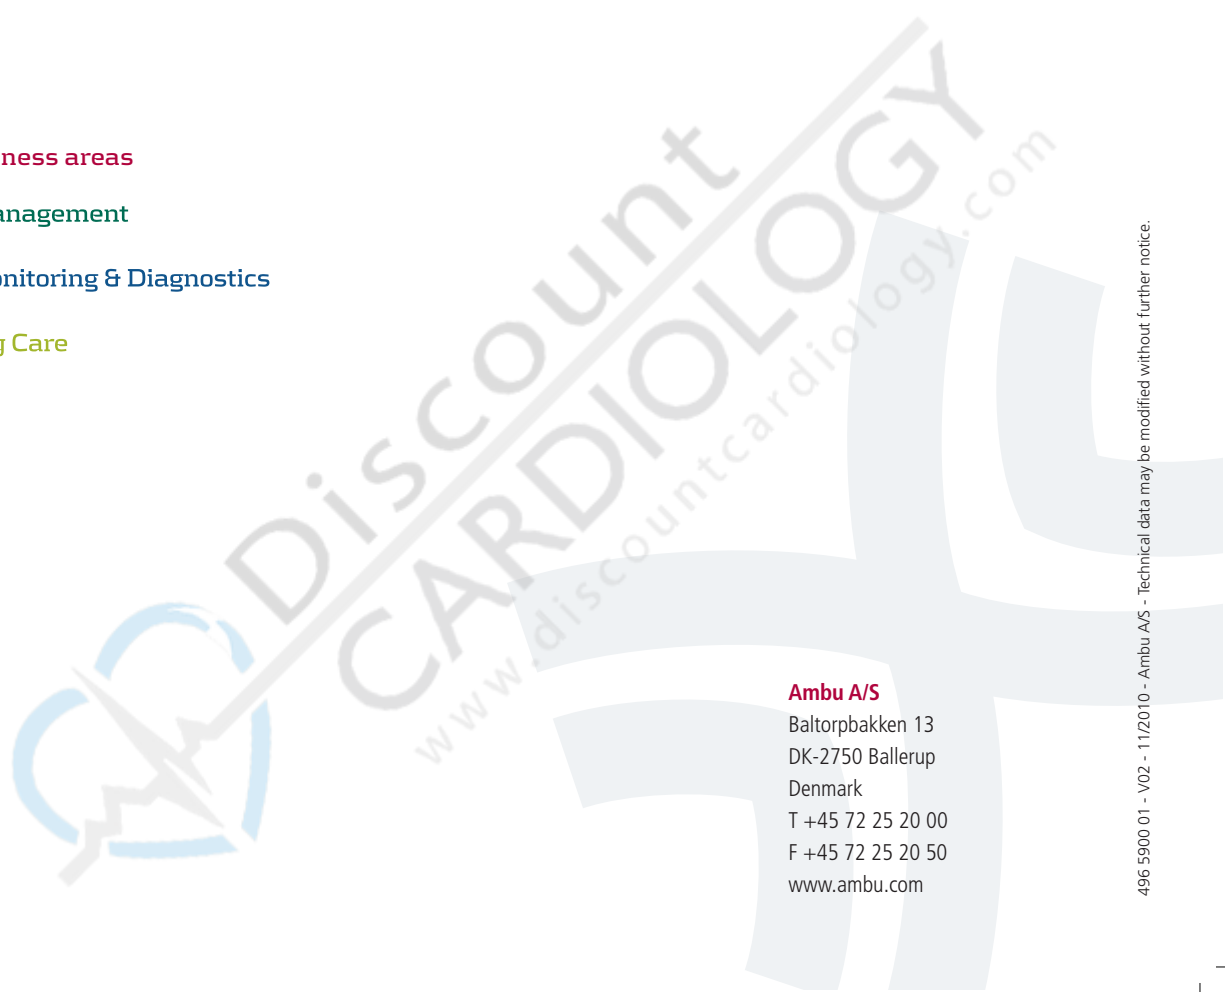 ness areas
anagement
onitoring & Diagnostics
g Care
Discount
CARDIOLOGY
www.discountcardiology.com
Ambu A/S
Baltorpbakken 13
DK-2750 Ballerup
Denmark
T +45 72 25 20 00
F +45 72 25 20 50
www.ambu.com
496 5900 01 - V02 - 11/2010 - Ambu A/S - Technical data may be modified without further notice.